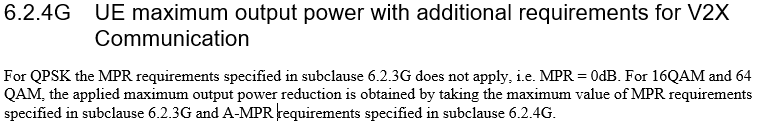 6.2.4G UE maximum output power with additional requirements for V2X
Communication
For QPSK the MPR requirements specified in subclause 6.2.3G does not apply, i.e. MPR = 0dB. For 16QAM and 64
QAM, the applied maximum output power reduction is obtained by taking the maximum value of MPR requirements
specified in subclause 6.2.3G and A-MPR requirements specified in subclause 6.2.4G.